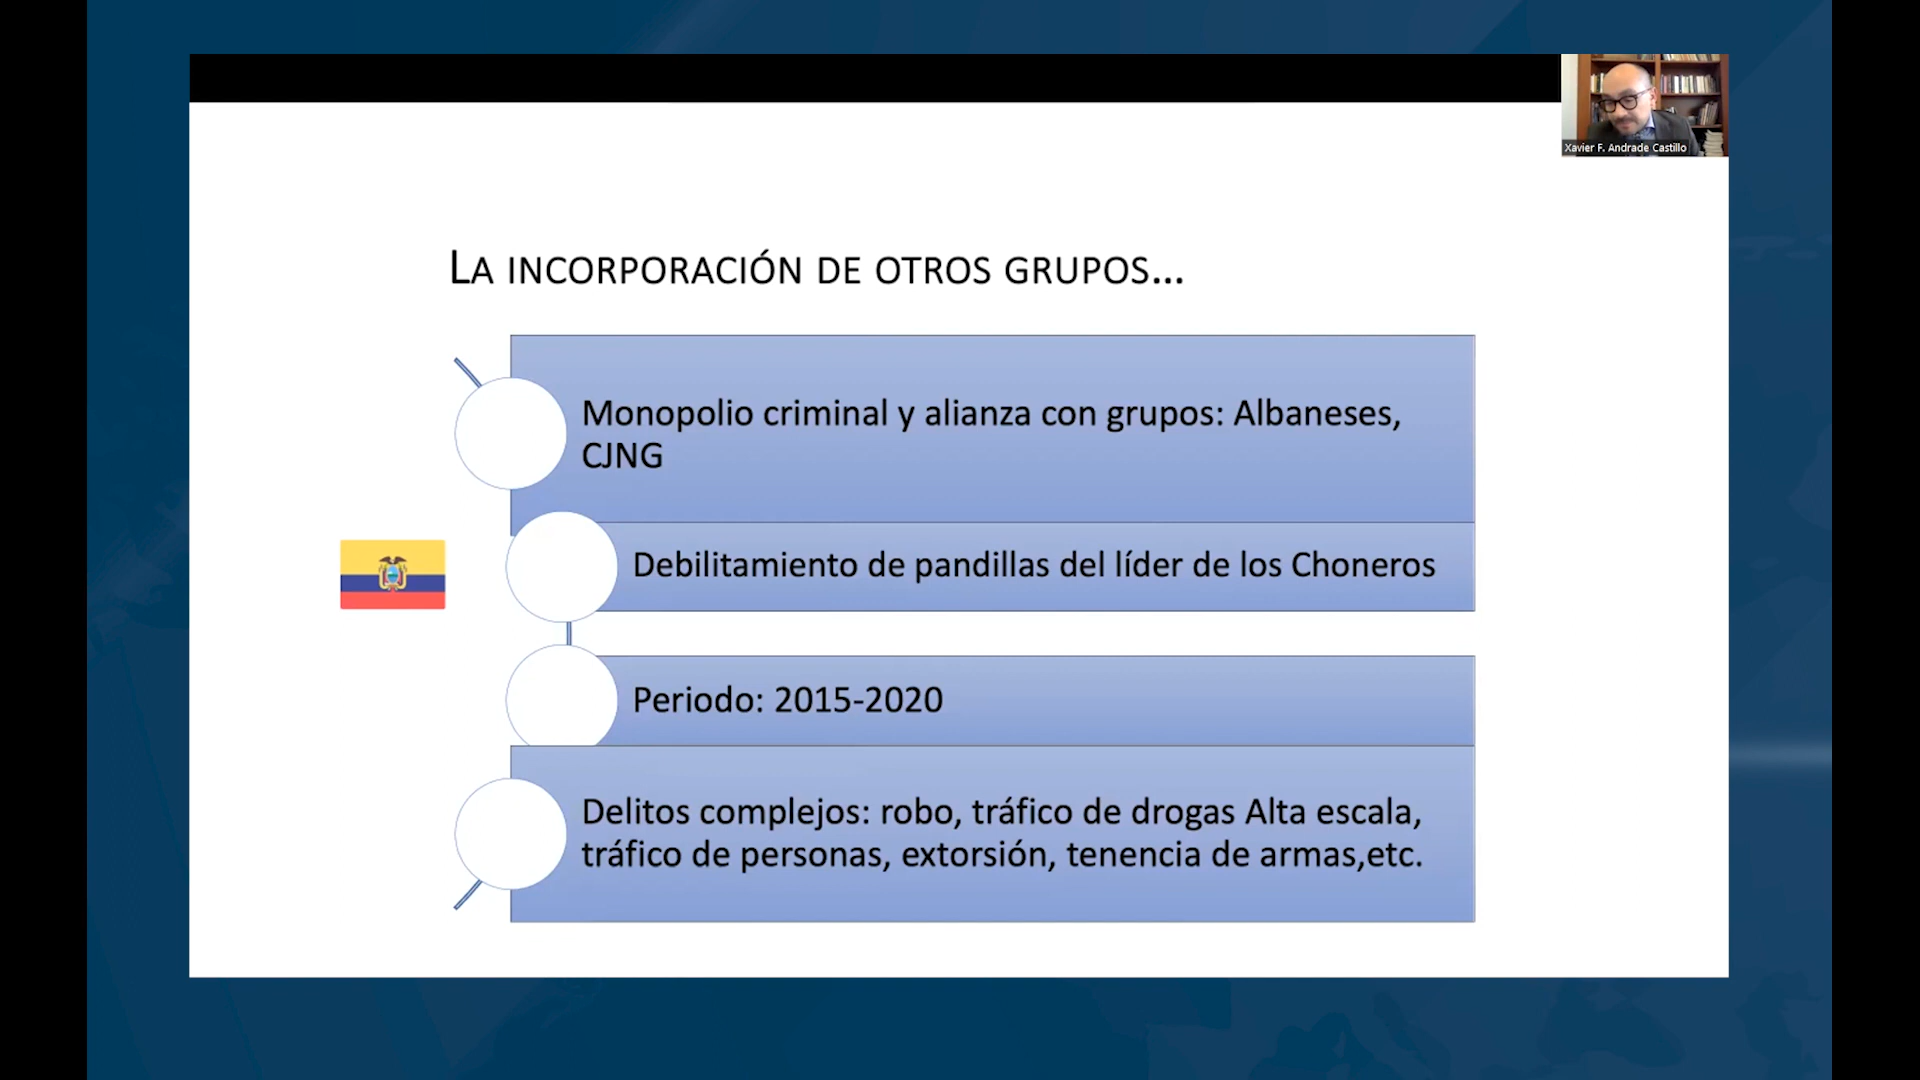 Xavier F. Andrade Castillo
LA INCORPORACIÓN DE OTROS GRUPOS...
Monopolio criminal y alianza con grupos: Albaneses,
CJNG
Debilitamiento de pandillas del líder de los Choneros
Periodo: 2015-2020
Delitos complejos: robo, tráfico de drogas Alta escala,
tráfico de personas, extorsión, tenencia de armas,etc.